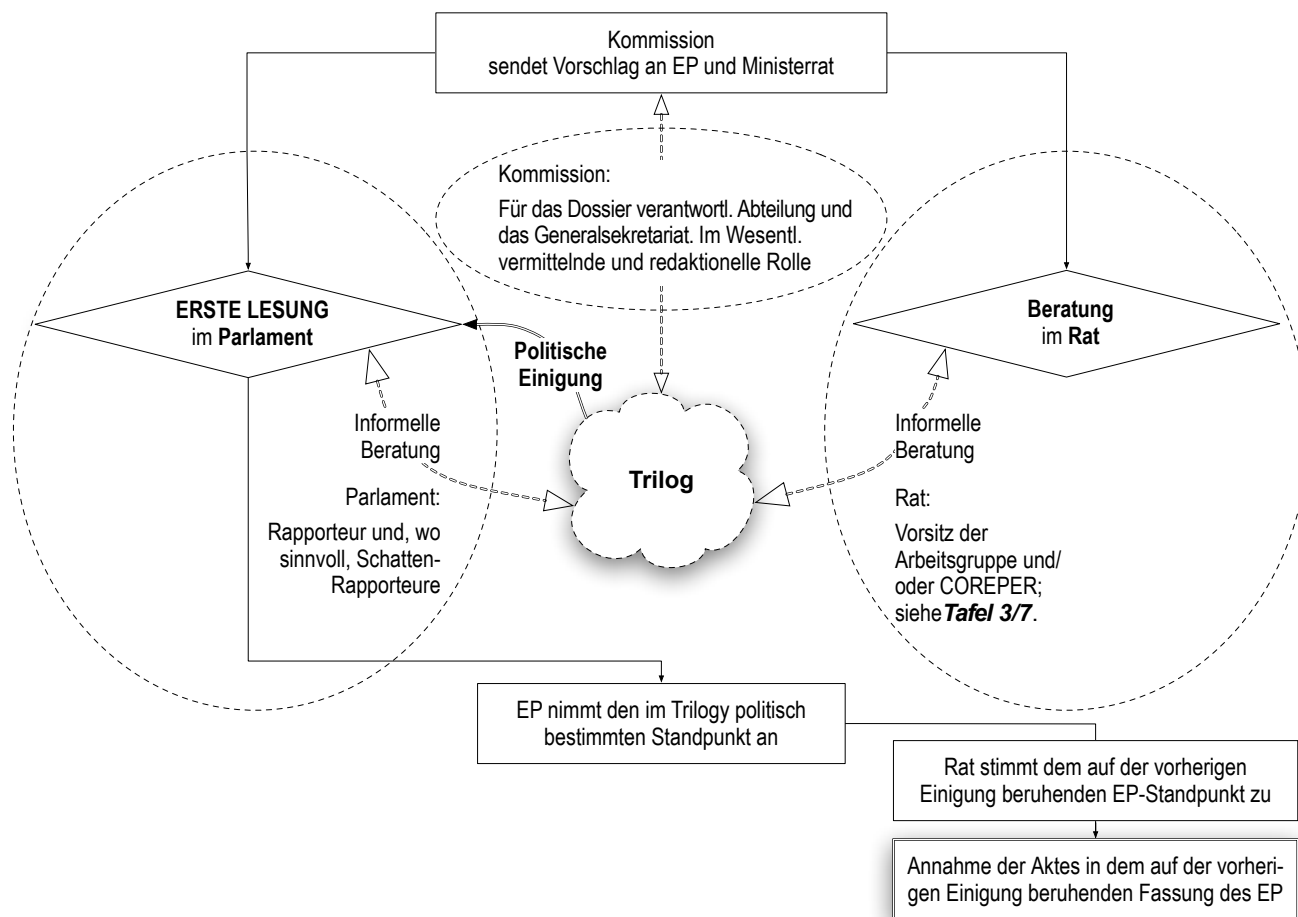 Kommission
sendet Vorschlag an EP und Ministerrat
Kommission:
Für das Dossier verantwortl. Abteilung und
das Generalsekretariat. Im Wesentl.
vermittelnde und redaktionelle Rolle
ERSTE LESUNG
im Parlament
Beratung
im Rat
Politische
Einigung
Informelle
Beratung
Trilog
Informelle
Beratung
Parlament:
Rapporteur und, wo
sinnvoll, Schatten-
Rapporteure
Rat:
Vorsitz der
Arbeitsgruppe und/
oder COREPER;
siehe Tafel 3/7.
EP nimmt den im Trilogy politisch
bestimmten Standpunkt an
Rat stimmt dem auf der vorherigen
Einigung beruhenden EP-Standpunkt zu
Annahme der Aktes in dem auf der vorheri-
gen Einigung beruhenden Fassung des EP